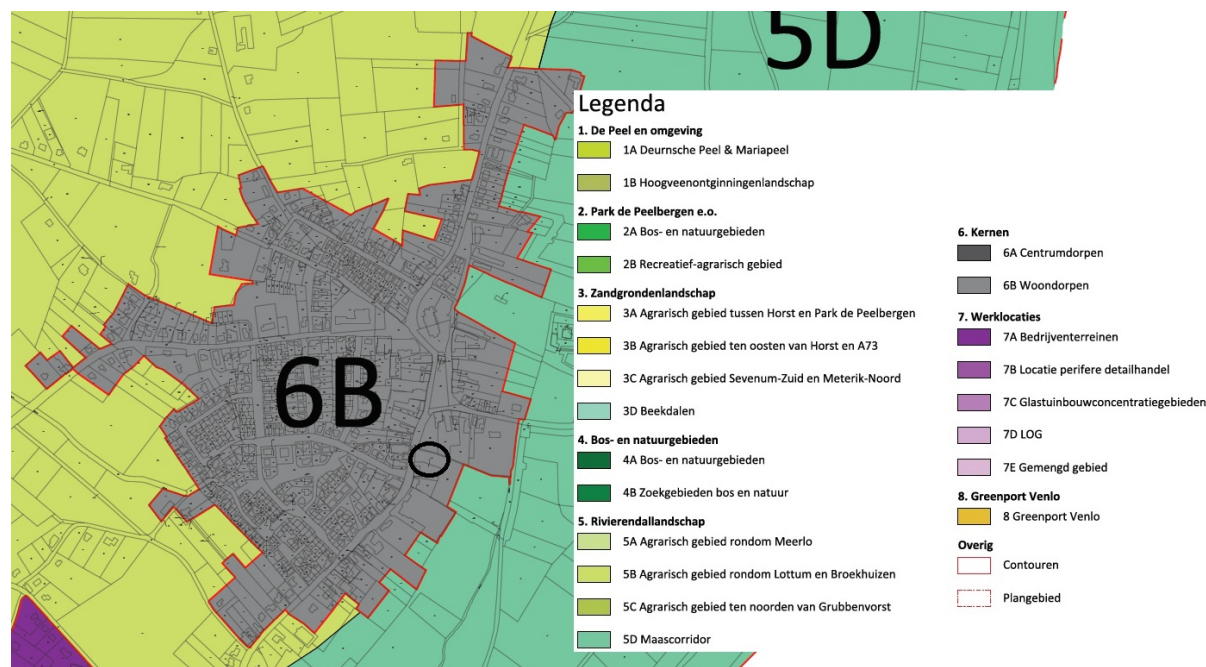 5D
6B
Legenda
1. De Peel en omgeving
1A Deurnsche Peel & Mariapeel
1B Hoogveenontginningenlandschap
2. Park de Peelbergen e.o.
2A Bos- en natuurgebieden
2B Recreatief-agrarisch gebied
3. Zandgrondenlandschap
3A Agrarisch gebied tussen Horst en Park de Peelbergen
3B Agrarisch gebied ten oosten van Horst en A73
3C Agrarisch gebied Sevenum-Zuid en Meterik-Noord
3D Beekdalen
4. Bos- en natuurgebieden
4A Bos- en natuurgebieden
4B Zoekgebieden bos en natuur
5. Rivierendallandschap
5A Agrarisch gebied rondom Meerlo
5B Agrarisch gebied rondom Lottum en Broekhuizen
5C Agrarisch gebied ten noorden van Grubbenvorst
5D Maascorridor
6. Kernen
6A Centrumdorpen
6B Woondorpen
7. Werklocaties
7A Bedrijventerreinen
7B Locatie perifere detailhandel
7C Glastuinbouwconcentratiegebieden
7D LOG
7E Gemengd gebied
8. Greenport Venlo
8 Greenport Venlo
Overig
Contouren
Plangebied